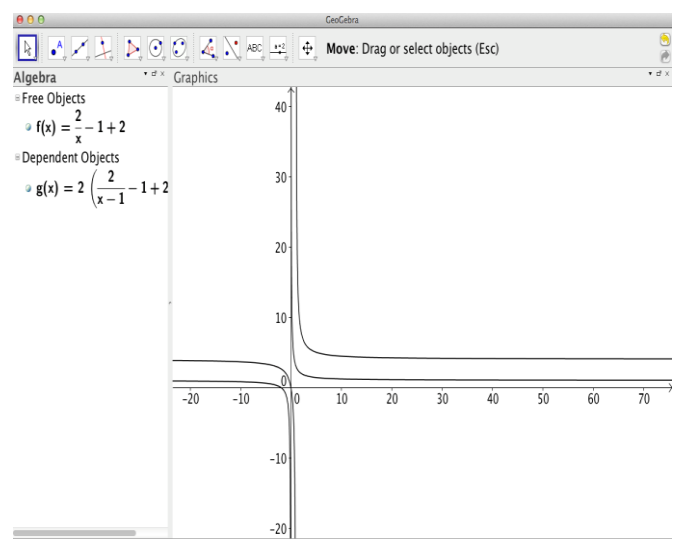 GeoGebra
ABC
a=2
Move: Drag or select objects (Esc)
Algebra
Graphics
Free Objects
f(x) = 2/x − 1 + 2
Dependent Objects
g(x) = 2 (2/(x − 1) − 1 + 2
40
30
20
10
0
−20 −10 0 10 20 30 40 50 60 70
−10
−20